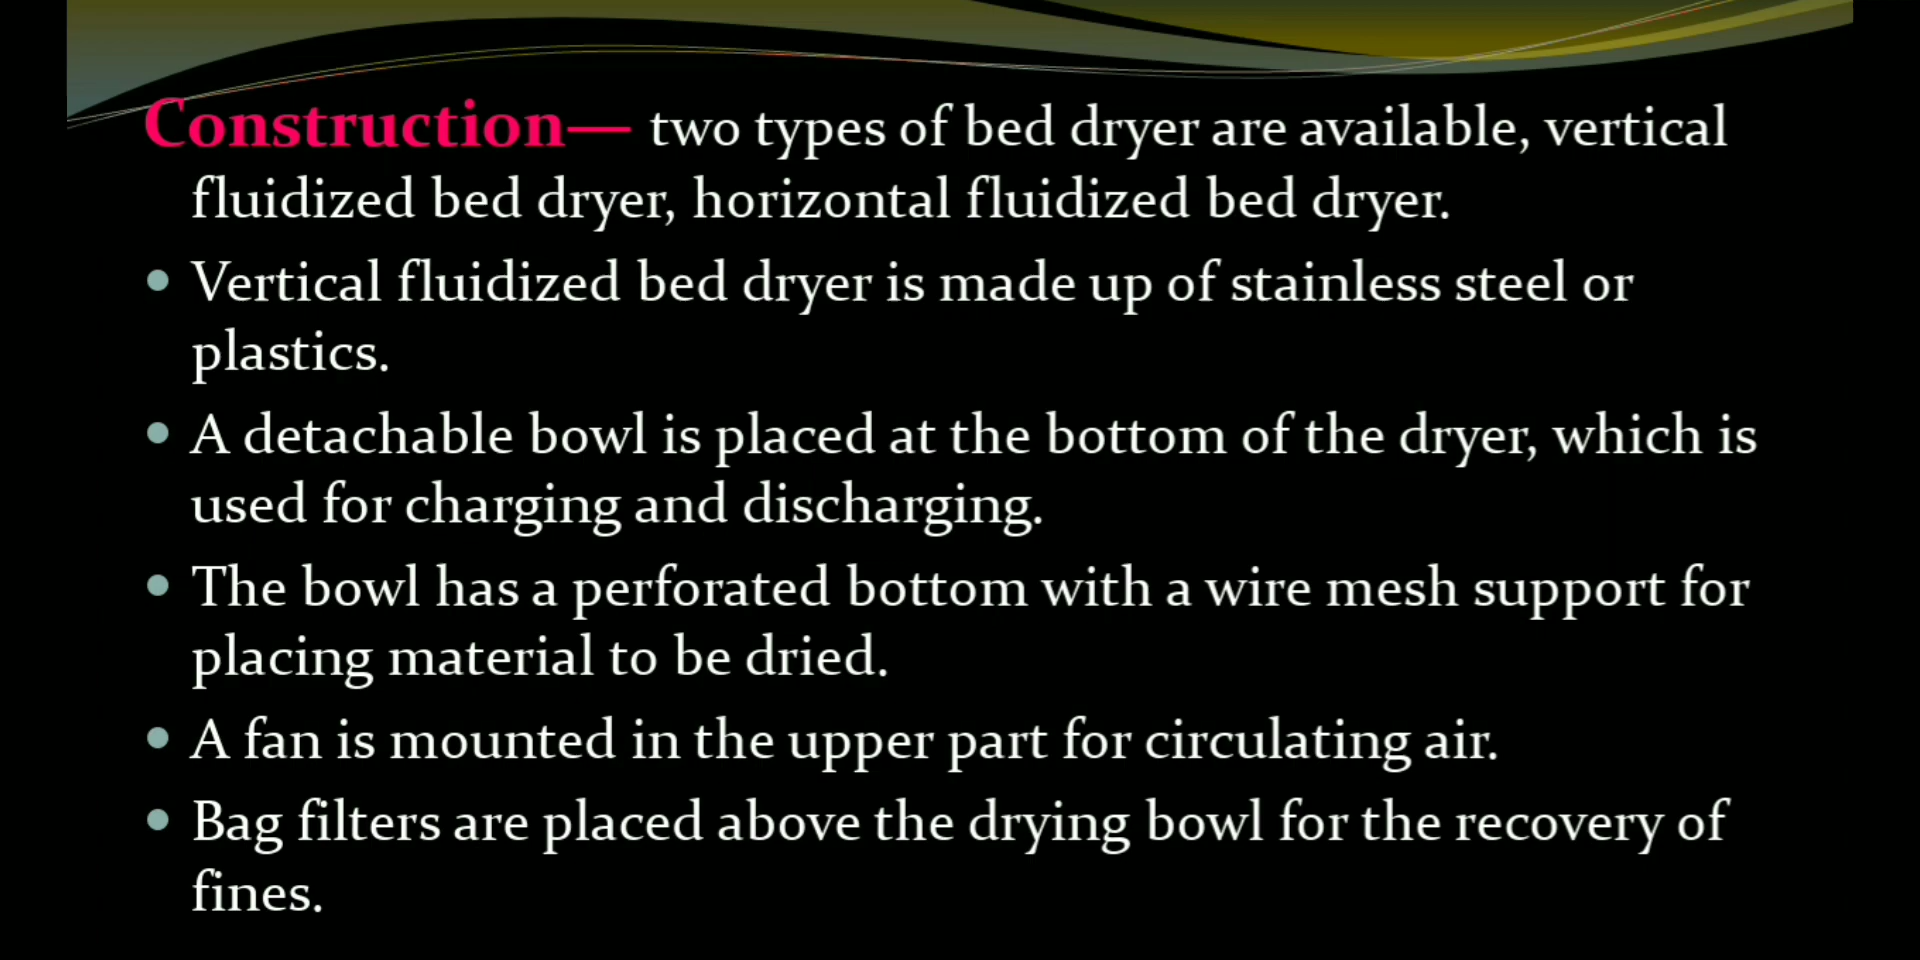 Construction— two types of bed dryer are available, vertical
fluidized bed dryer, horizontal fluidized bed dryer.
• Vertical fluidized bed dryer is made up of stainless steel or
plastics.
• A detachable bowl is placed at the bottom of the dryer, which is
used for charging and discharging.
• The bowl has a perforated bottom with a wire mesh support for
placing material to be dried.
• A fan is mounted in the upper part for circulating air.
• Bag filters are placed above the drying bowl for the recovery of
fines.